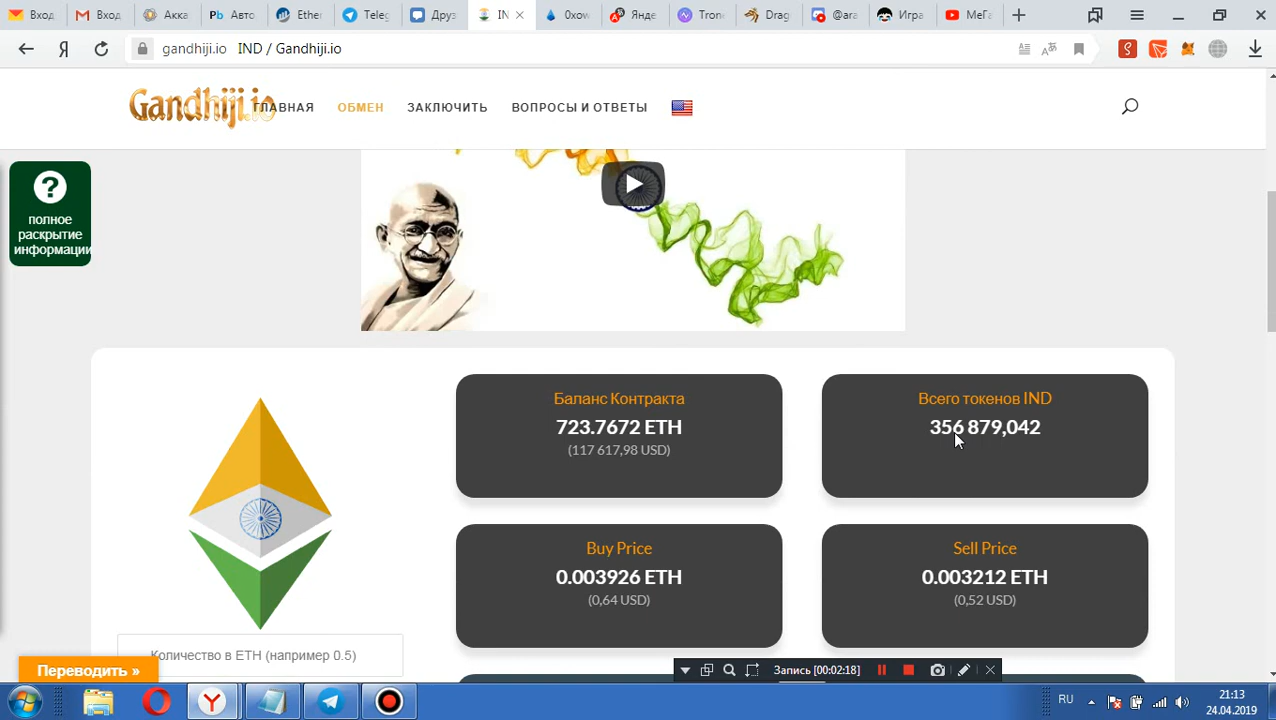 Вход
Вход
Акка
Авто
Ether
Teleg
Друз
IN
0xow
Янде
Tron
Drag
@ara
Игра
МеГа
gandhiji.io IND / Gandhiji.io
Gandhiji.io
ГЛАВНАЯ
ОБМЕН
ЗАКЛЮЧИТЬ
ВОПРОСЫ И ОТВЕТЫ
?
полное
раскрытие
информации
Баланс Контракта
723.7672 ETH
(117 617,98 USD)
Всего токенов IND
356 879,042
Buy Price
0.003926 ETH
(0,64 USD)
Sell Price
0.003212 ETH
(0,52 USD)
Количество в ETH (например 0.5)
Переводить »
Запись [00:02:18]
RU
21:13
24.04.2019